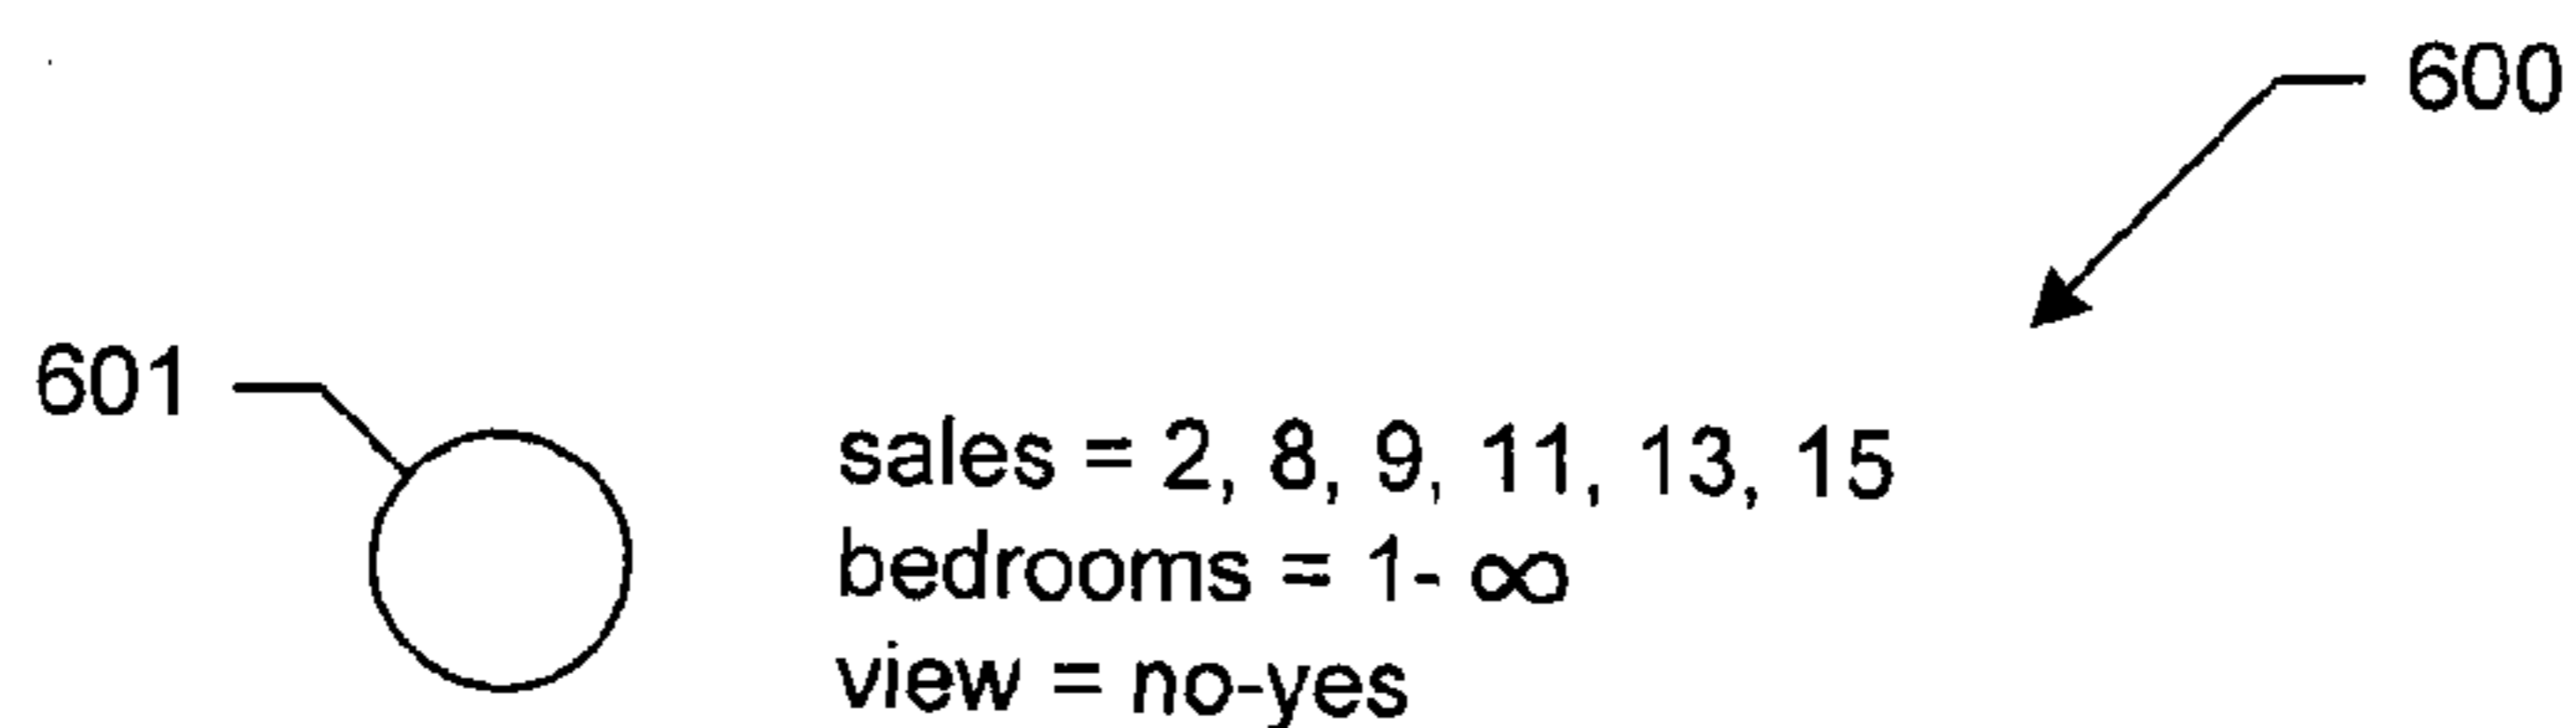 600
601
sales = 2, 8, 9, 11, 13, 15
bedrooms = 1- ∞
view = no-yes